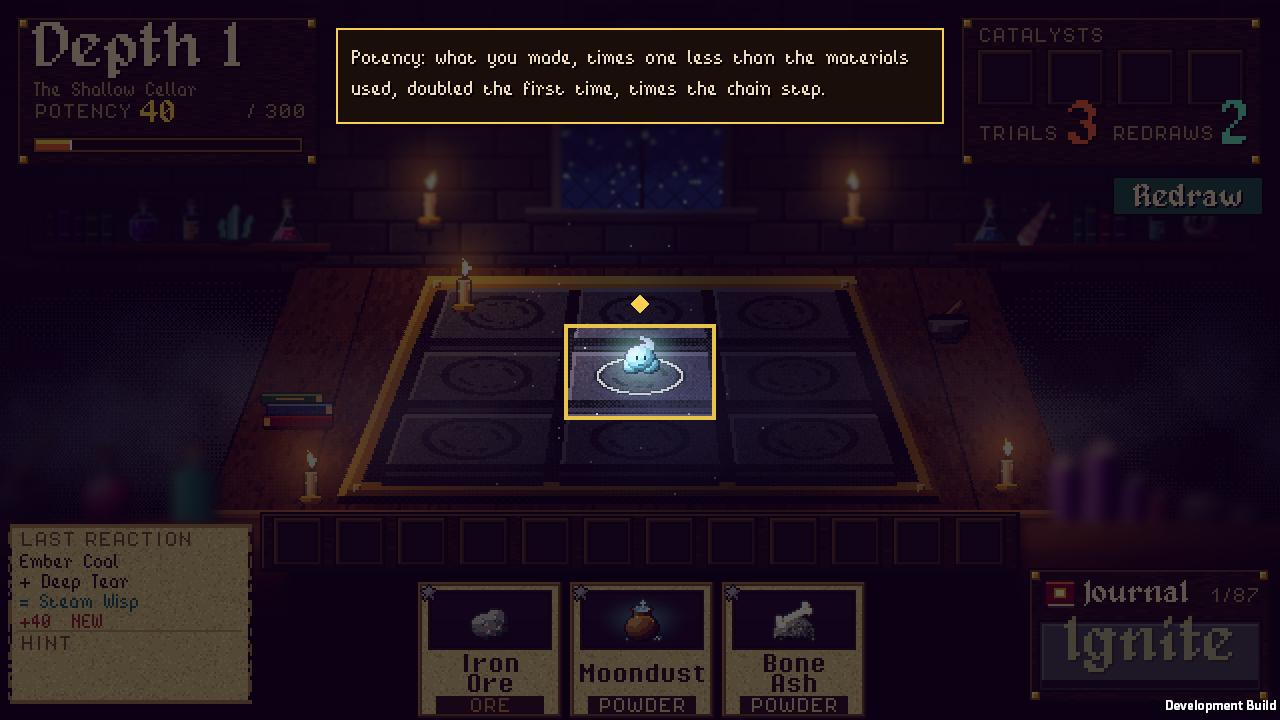 Depth 1
The Shallow Cellar
POTENCY 40 / 300
Potency: what you made, times one less than the materials
used, doubled the first time, times the chain step.
CATALYSTS
TRIALS 3 REDRAWS 2
Redraw
LAST REACTION
Ember Coal
+ Deep Tear
= Steam Wisp
+40 NEW
HINT
Iron
Ore
ORE
Moondust
POWDER
Bone
Ash
POWDER
Journal 1/87
Ignite
Development Build